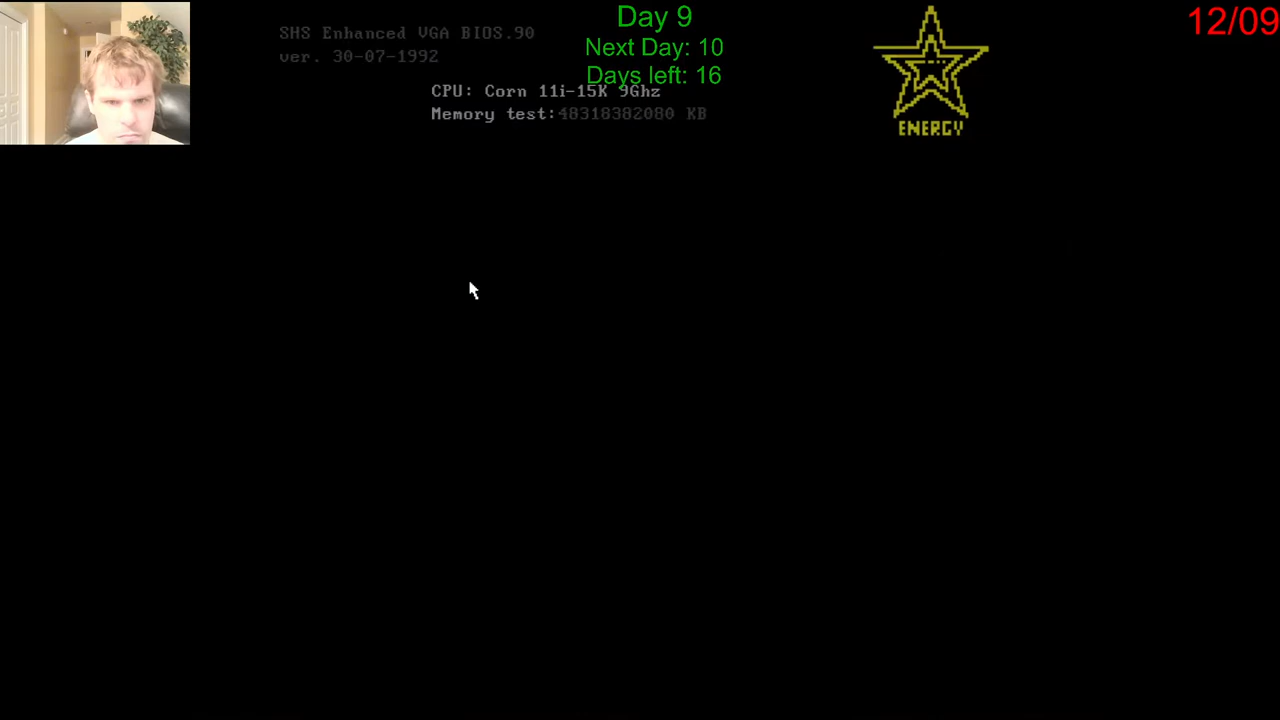 SHS Enhanced VGA BIOS.90
ver. 30-07-1992
Day 9
Next Day: 10
Days left: 16
12/09
CPU: Corn 11i-15K 9Ghz
Memory test:48318382080 KB
ENERGY